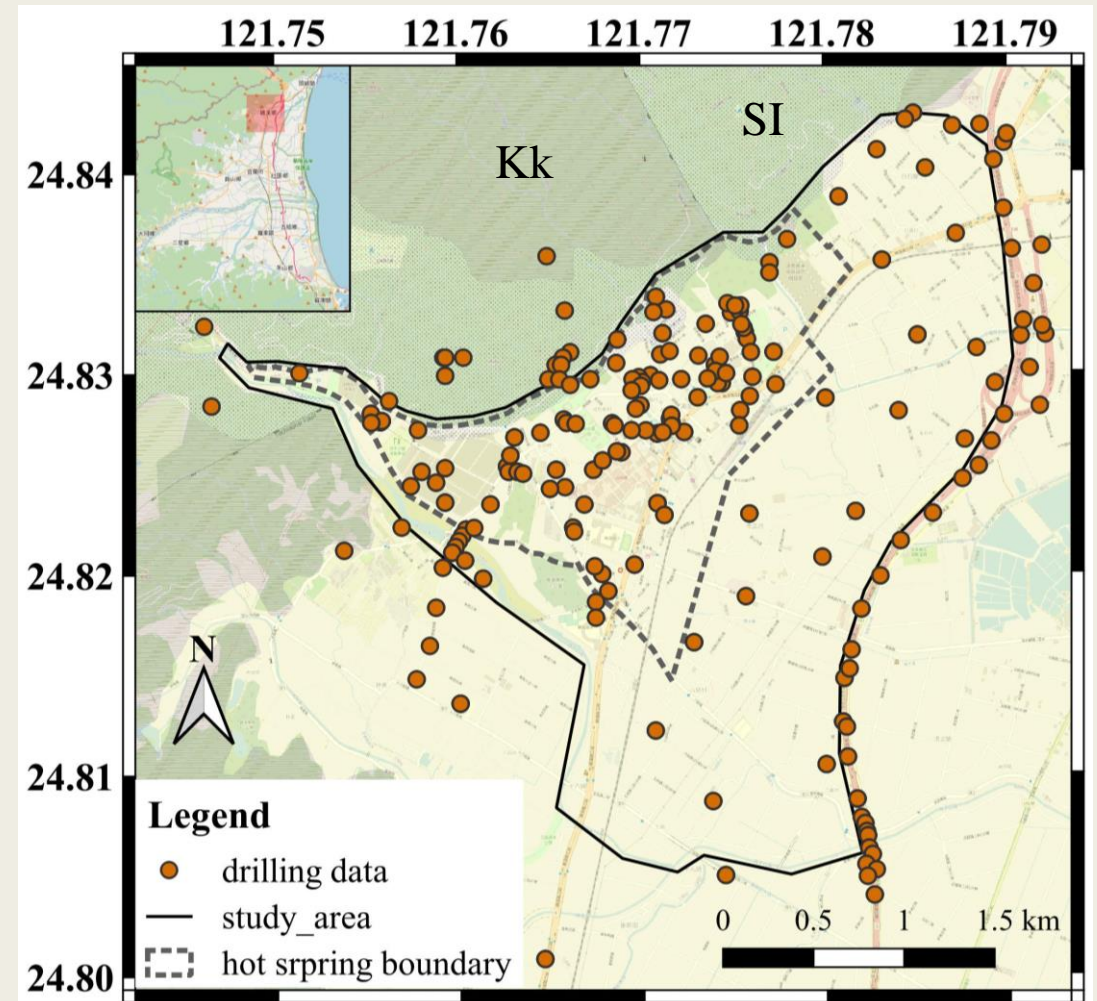 121.75 121.76 121.77 121.78 121.79
SI
Kk
24.84
24.83
24.82
N
24.81
Legend
drilling data
study_area
hot srpring boundary
0 0.5 1 1.5 km
24.80